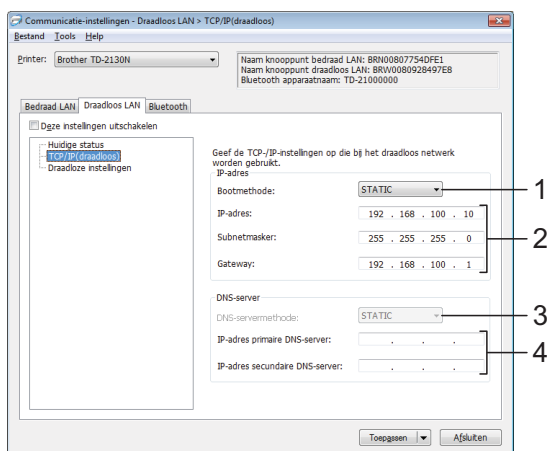 Communicatie-instellingen - Draadloos LAN > TCP/IP(draadloos)
Bestand Tools Help
Printer: Brother TD-2130N
Naam knooppunt bedraad LAN: BRN00807754DFE1
Naam knooppunt draadloos LAN: BRW0080928497E8
Bluetooth apparaatnaam: TD-21000000
Bedraad LAN Draadloos LAN Bluetooth
Deze instellingen uitschakelen
Huidige status
TCP/IP(draadloos)
Draadloze instellingen
Geef de TCP-/IP-instellingen op die bij het draadloos netwerk
worden gebruikt.
IP-adres
Bootmethode: STATIC 1
IP-adres: 192 . 168 . 100 . 10
Subnetmasker: 255 . 255 . 255 . 0 2
Gateway: 192 . 168 . 100 . 1
DNS-server
DNS-servermethode: STATIC 3
IP-adres primaire DNS-server: . . .
4
IP-adres secundaire DNS-server: . . .
Toepassen Afsluiten